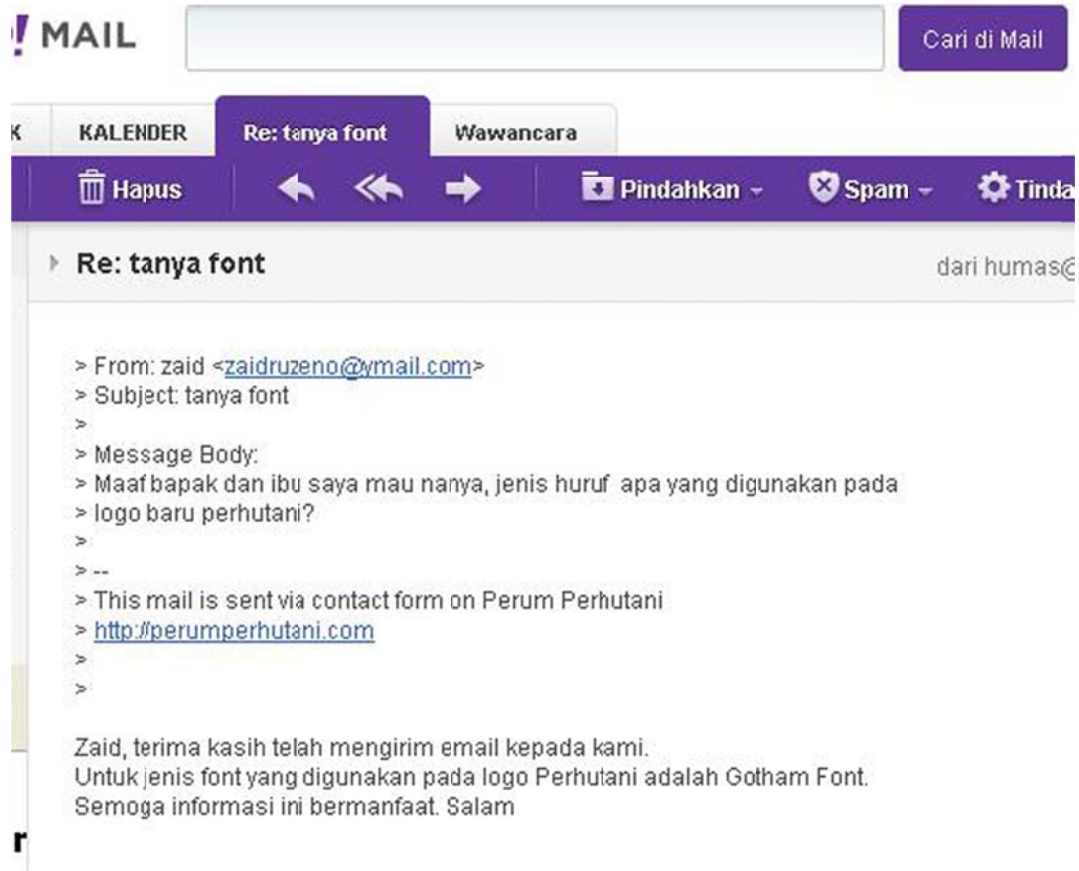 ! MAIL
Cari di Mail
K KALENDER Re: tanya font Wawancara
Hapus Pindahkan Spam Tinda
Re: tanya font dari humas@
> From: zaid <zaidruzeno@ymail.com>
> Subject: tanya font
>
> Message Body:
> Maaf bapak dan ibu saya mau nanya, jenis huruf apa yang digunakan pada
> logo baru perhutani?
>
> --
> This mail is sent via contact form on Perum Perhutani
> http://perumperhutani.com
>
>
Zaid, terima kasih telah mengirim email kepada kami.
Untuk jenis font yang digunakan pada logo Perhutani adalah Gotham Font.
Semoga informasi ini bermanfaat. Salam
r